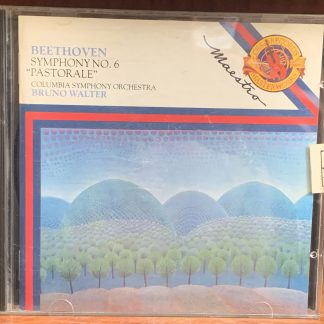 BEETHOVEN
SYMPHONY NO. 6
"PASTORALE"
COLUMBIA SYMPHONY ORCHESTRA
BRUNO WALTER
Maestro